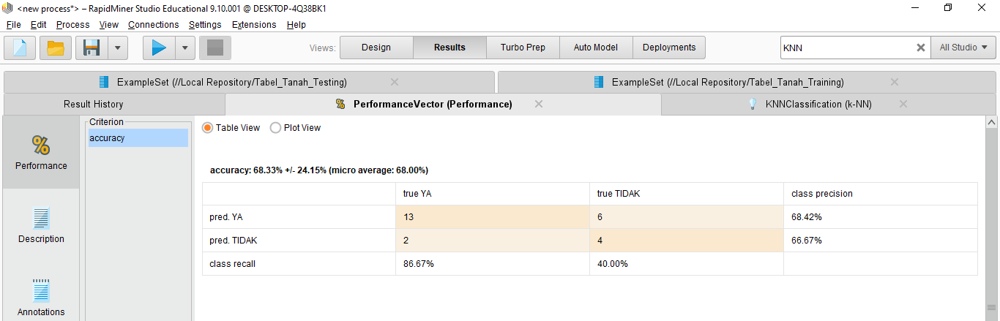 <new process*> – RapidMiner Studio Educational 9.10.001 @ DESKTOP-4Q38BK1
File Edit Process View Connections Settings Extensions Help
Views: Design Results Turbo Prep Auto Model Deployments KNN All Studio
ExampleSet (//Local Repository/Tabel_Tanah_Testing) ExampleSet (//Local Repository/Tabel_Tanah_Training)
Result History % PerformanceVector (Performance) KNNClassification (k-NN)
Criterion
accuracy
%
Performance
Description
Annotations
Table View Plot View
accuracy: 68.33% +/- 24.15% (micro average: 68.00%)
true YA true TIDAK class precision
pred. YA 13 6 68.42%
pred. TIDAK 2 4 66.67%
class recall 86.67% 40.00%